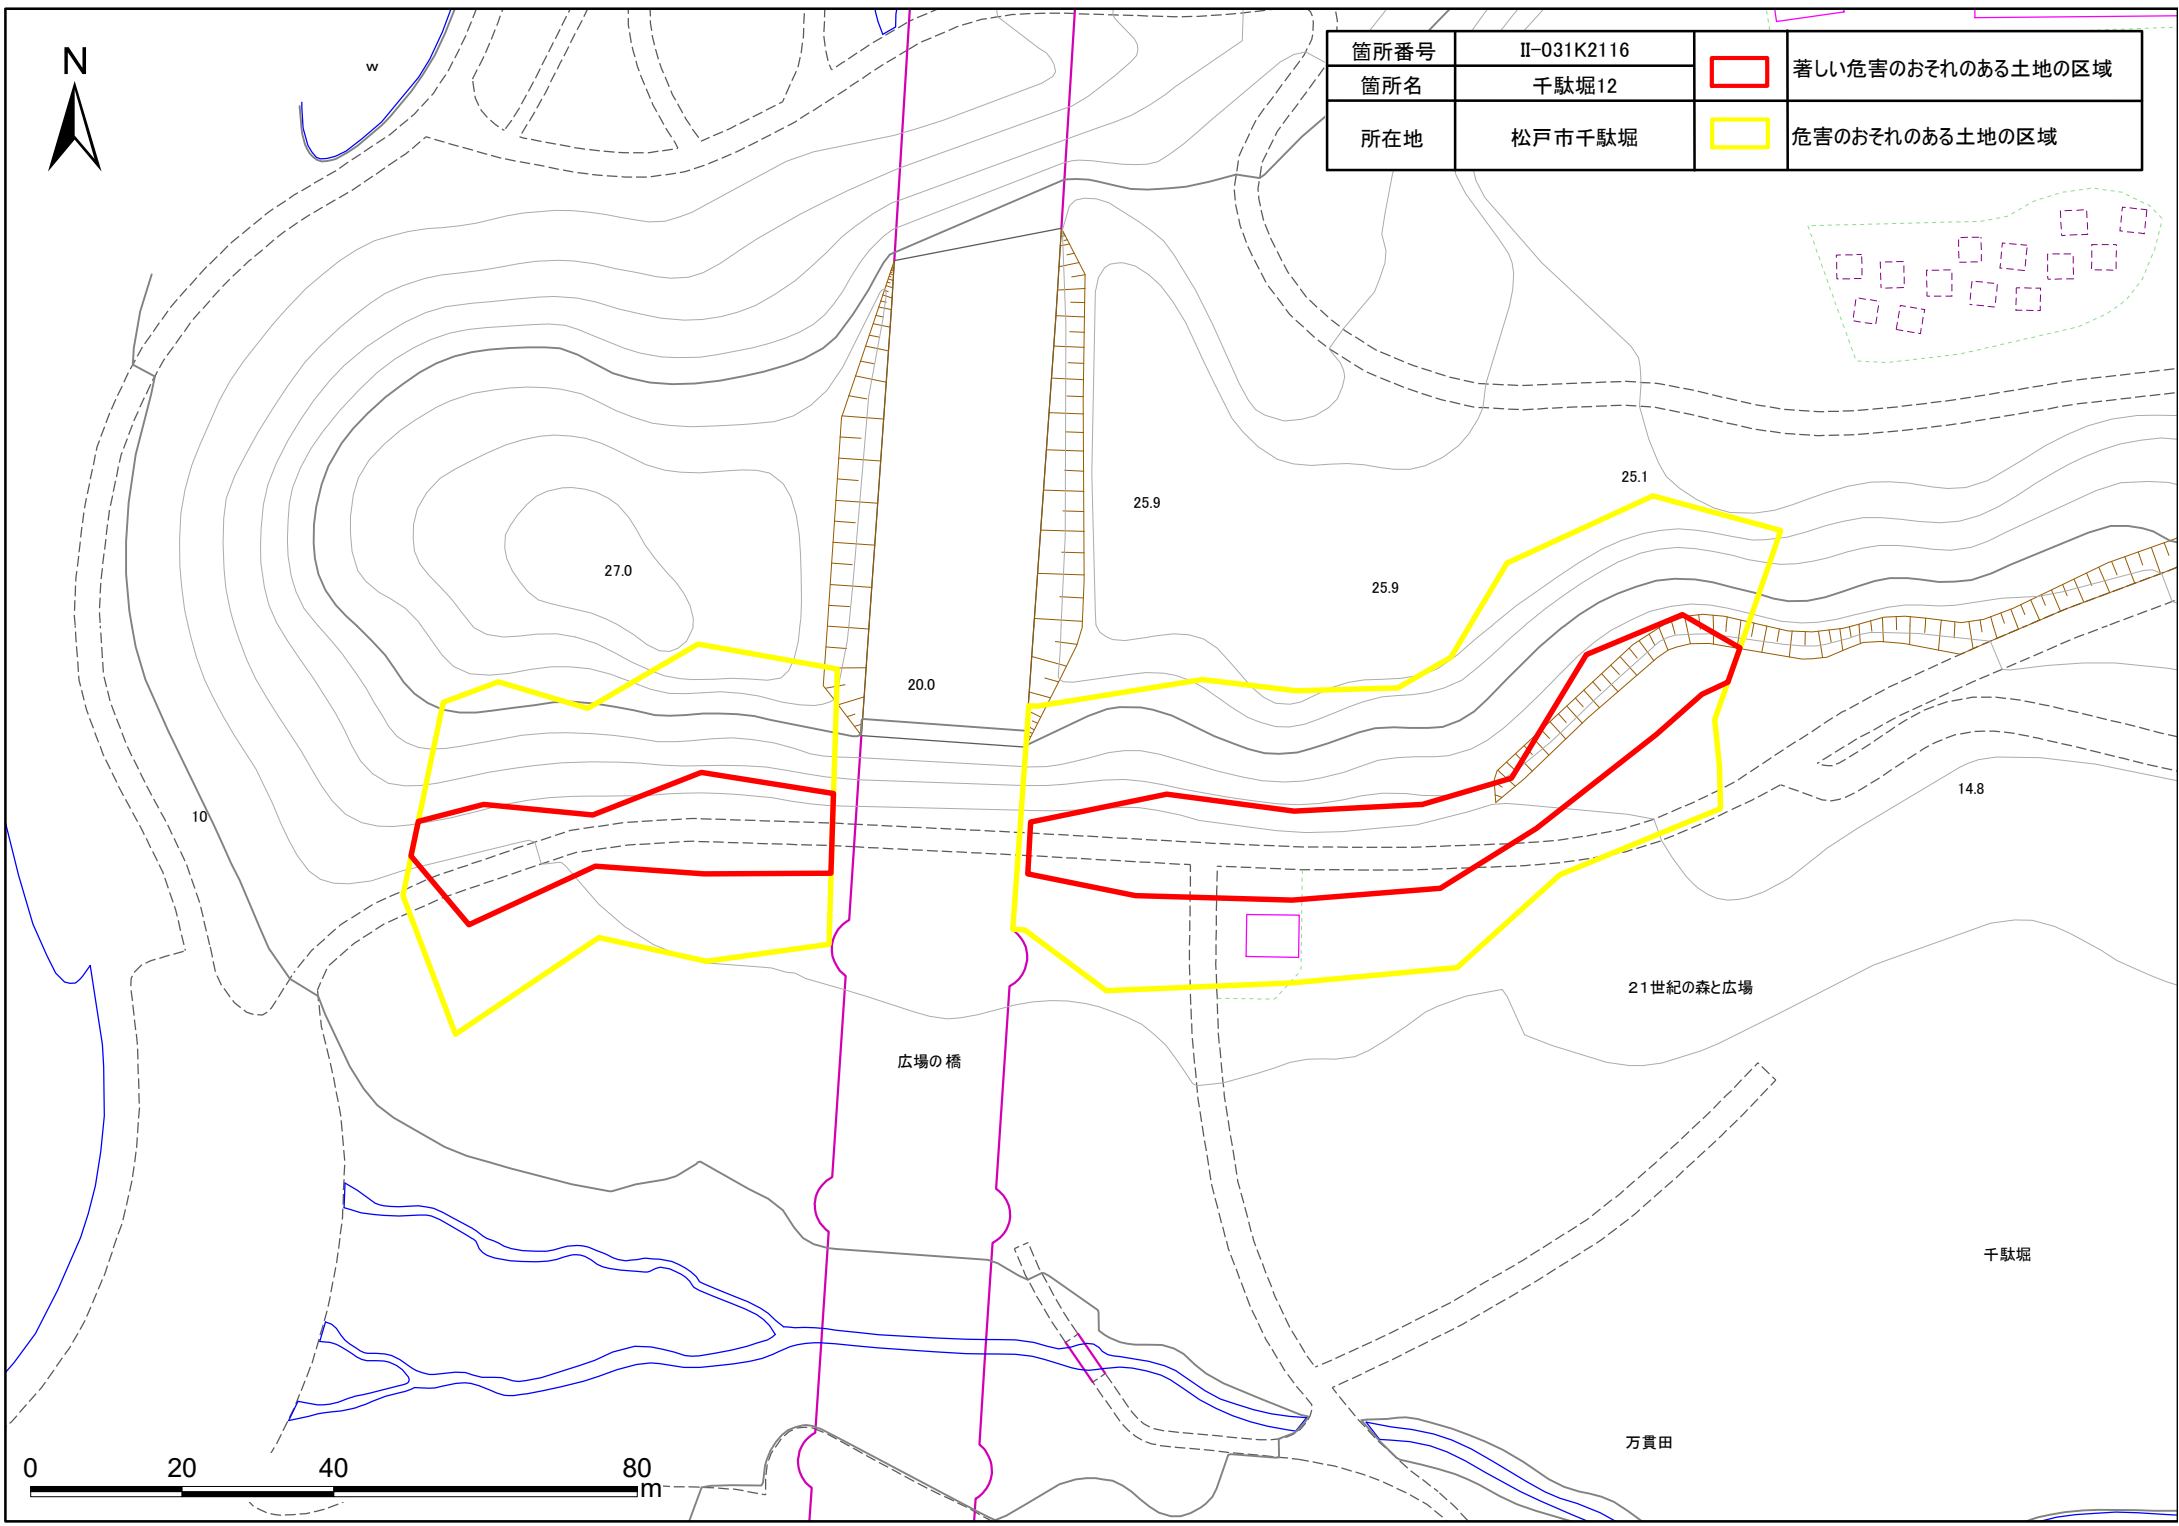 N
w
箇所番号 II-031K2116 著しい危害のおそれのある土地の区域
箇所名 千駄堀12
所在地 松戸市千駄堀 危害のおそれのある土地の区域
25.1
25.9
27.0
25.9
20.0
14.8
10
21世紀の森と広場
広場の橋
千駄堀
万貫田
0 20 40 80
m